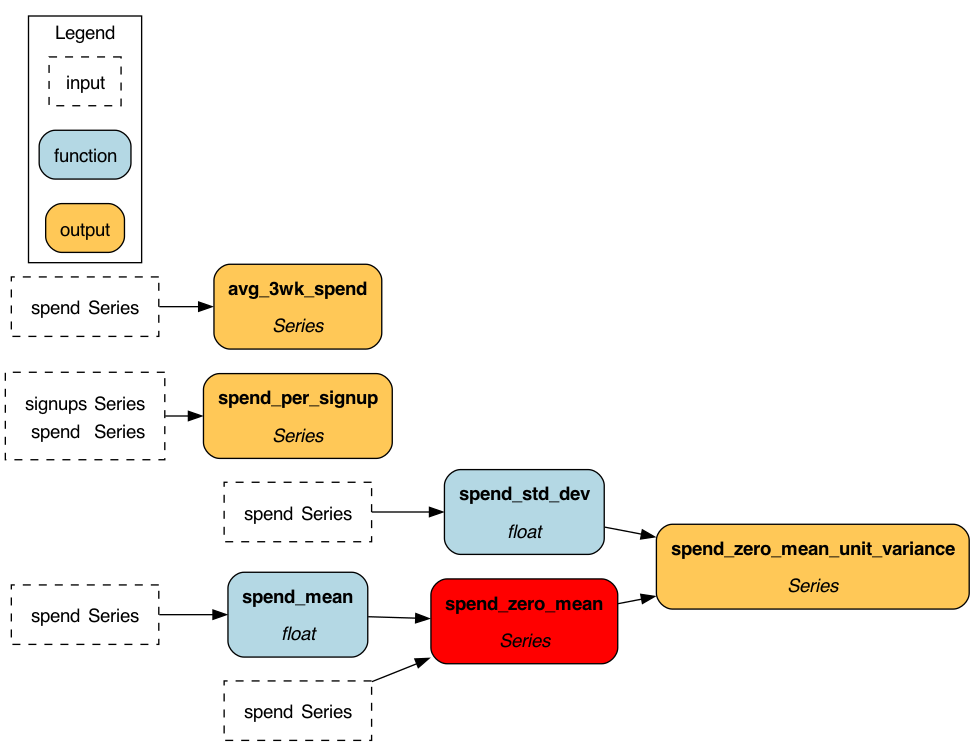 Legend
input
function
output
spend Series
avg_3wk_spend
Series
signups Series
spend Series
spend_per_signup
Series
spend Series
spend_std_dev
float
spend_zero_mean_unit_variance
Series
spend Series
spend_mean
float
spend_zero_mean
Series
spend Series